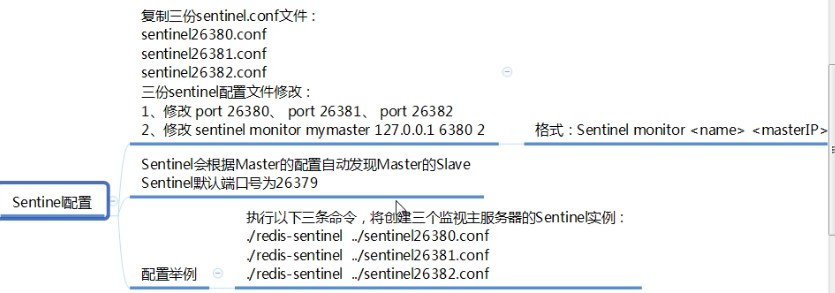 复制三份sentinel.conf文件：
sentinel26380.conf
sentinel26381.conf
sentinel26382.conf
三份sentinel配置文件修改：
1、修改 port 26380、 port 26381、 port 26382
2、修改 sentinel monitor mymaster 127.0.0.1 6380 2
格式：Sentinel monitor <name> <masterIP>
Sentinel会根据Master的配置自动发现Master的Slave
Sentinel默认端口号为26379
Sentinel配置
执行以下三条命令，将创建三个监视主服务器的Sentinel实例：
./redis-sentinel ../sentinel26380.conf
./redis-sentinel ../sentinel26381.conf
./redis-sentinel ../sentinel26382.conf
配置举例